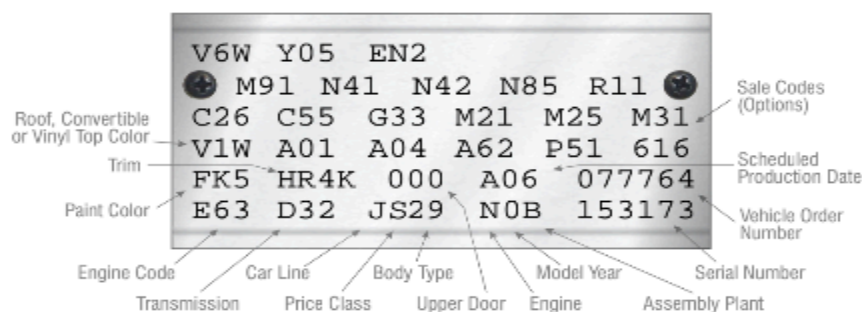 V6W Y05 EN2
M91 N41 N42 N85 R11
C26 C55 G33 M21 M25 M31
V1W A01 A04 A62 P51 616
FK5 HR4K 000 A06 077764
E63 D32 JS29 N0B 153173
Roof, Convertible
or Vinyl Top Color
Trim
Paint Color
Sale Codes
(Options)
Scheduled
Production Date
Vehicle Order
Number
Engine Code
Car Line
Body Type
Model Year
Serial Number
Transmission
Price Class
Upper Door
Engine
Assembly Plant